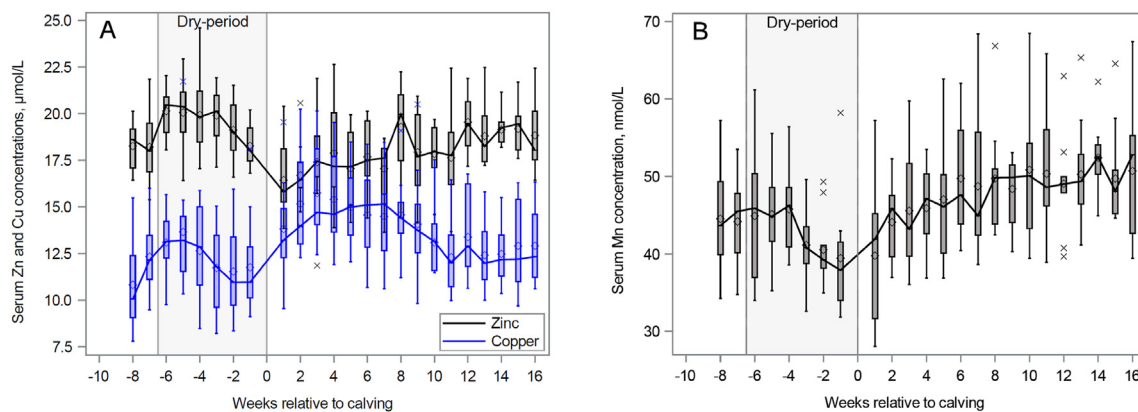 A
Dry-period
Serum Zn and Cu concentrations, µmol/L
25.0
22.5
20.0
17.5
15.0
12.5
10.0
7.5
Zinc
Copper
-10 -8 -6 -4 -2 0 2 4 6 8 10 12 14 16
Weeks relative to calving
B
Dry-period
Serum Mn concentration, nmol/L
70
60
50
40
30
-10 -8 -6 -4 -2 0 2 4 6 8 10 12 14 16
Weeks relative to calving